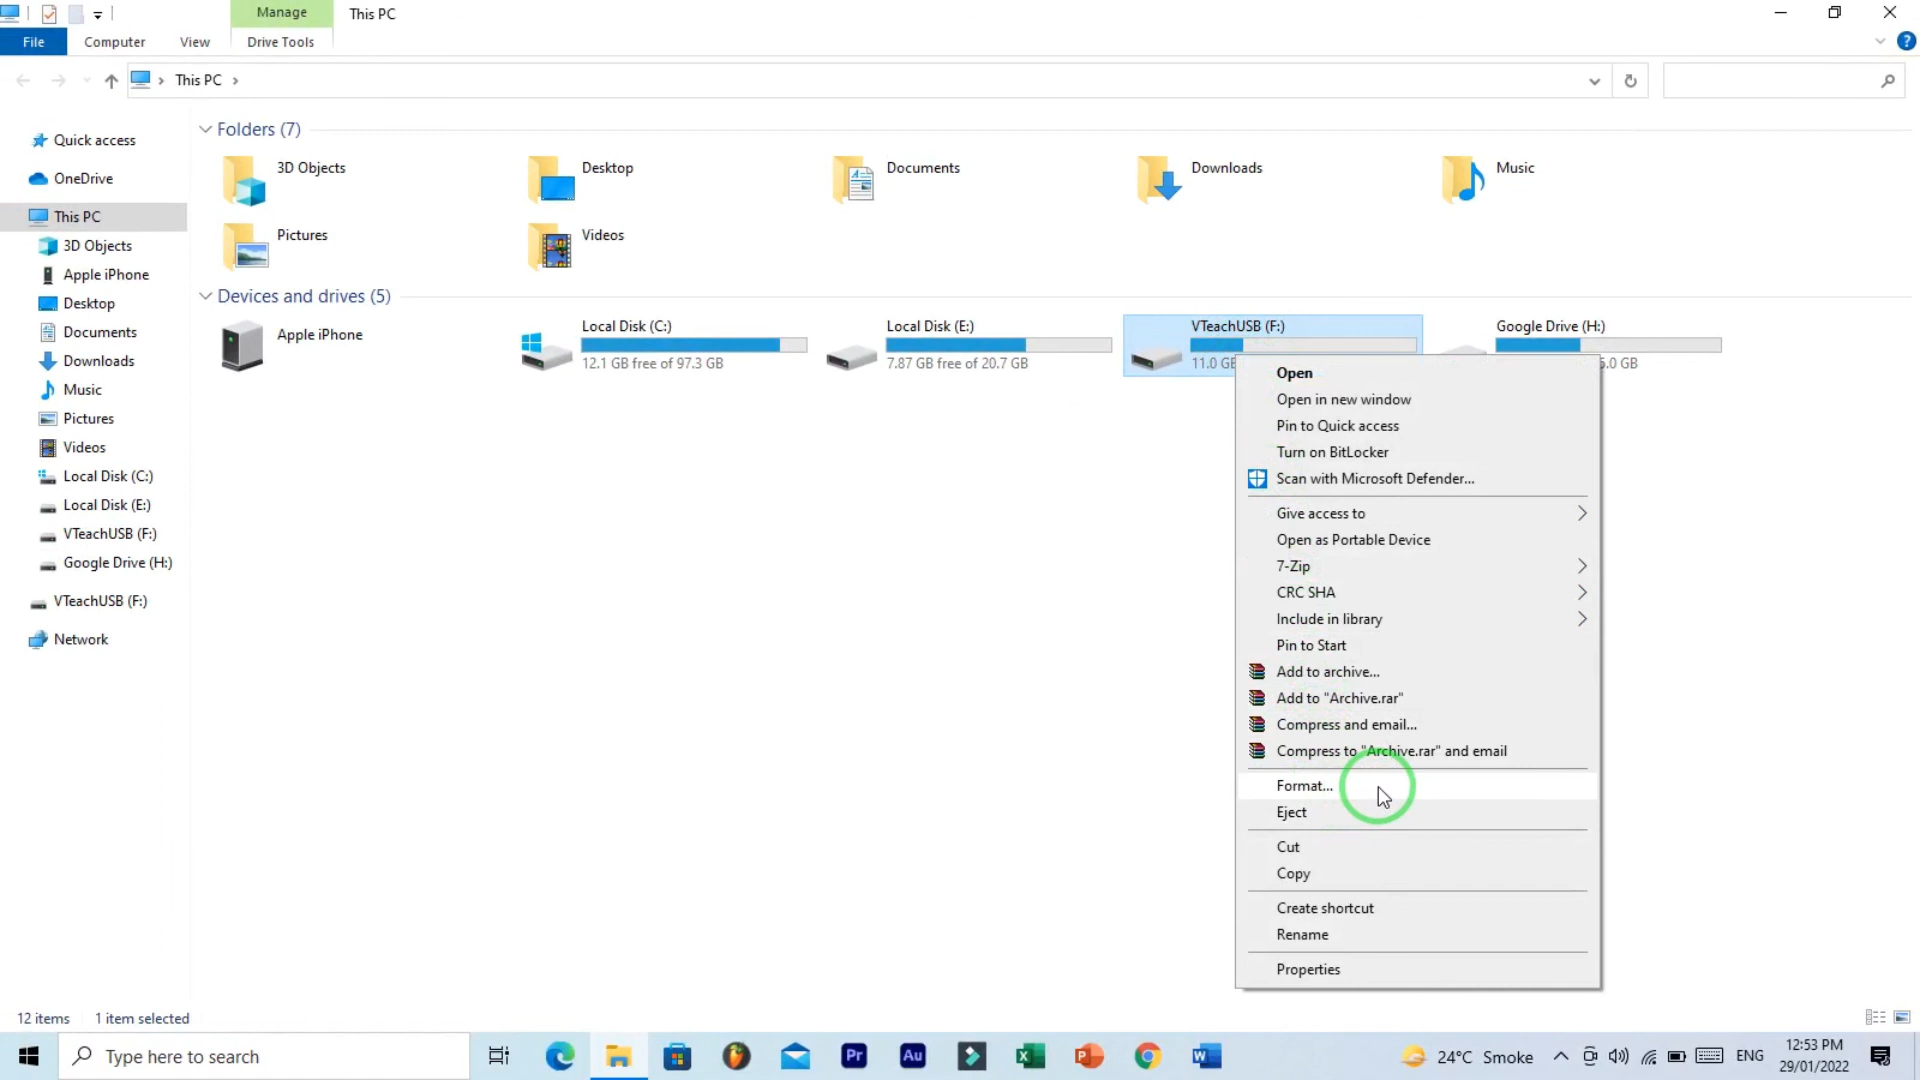 Manage
This PC
File
Computer
View
Drive Tools
This PC
Quick access
OneDrive
This PC
3D Objects
Apple iPhone
Desktop
Documents
Downloads
Music
Pictures
Videos
Local Disk (C:)
Local Disk (E:)
VTeachUSB (F:)
Google Drive (H:)
VTeachUSB (F:)
Network
Folders (7)
3D Objects
Desktop
Documents
Downloads
Music
Pictures
Videos
Devices and drives (5)
Apple iPhone
Local Disk (C:)
12.1 GB free of 97.3 GB
Local Disk (E:)
7.87 GB free of 20.7 GB
VTeachUSB (F:)
11.0 GB
Google Drive (H:)
5.0 GB
Open
Open in new window
Pin to Quick access
Turn on BitLocker
Scan with Microsoft Defender...
Give access to
Open as Portable Device
7-Zip
CRC SHA
Include in library
Pin to Start
Add to archive...
Add to "Archive.rar"
Compress and email...
Compress to "Archive.rar" and email
Format...
Eject
Cut
Copy
Create shortcut
Rename
Properties
12 items
1 item selected
Type here to search
Pr
Au
24°C Smoke
ENG
12:53 PM
29/01/2022